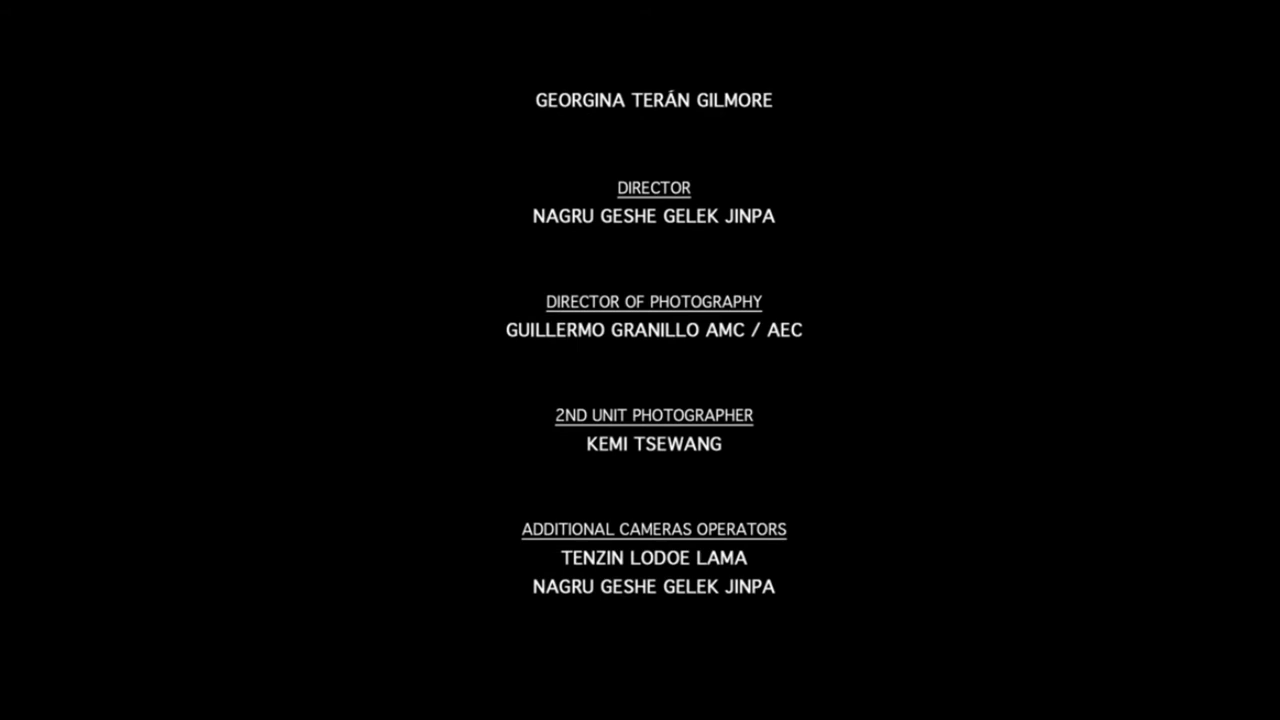 GEORGINA TERÁN GILMORE
DIRECTOR
NAGRU GESHE GELEK JINPA
DIRECTOR OF PHOTOGRAPHY
GUILLERMO GRANILLO AMC / AEC
2ND UNIT PHOTOGRAPHER
KEMI TSEWANG
ADDITIONAL CAMERAS OPERATORS
TENZIN LODOE LAMA
NAGRU GESHE GELEK JINPA